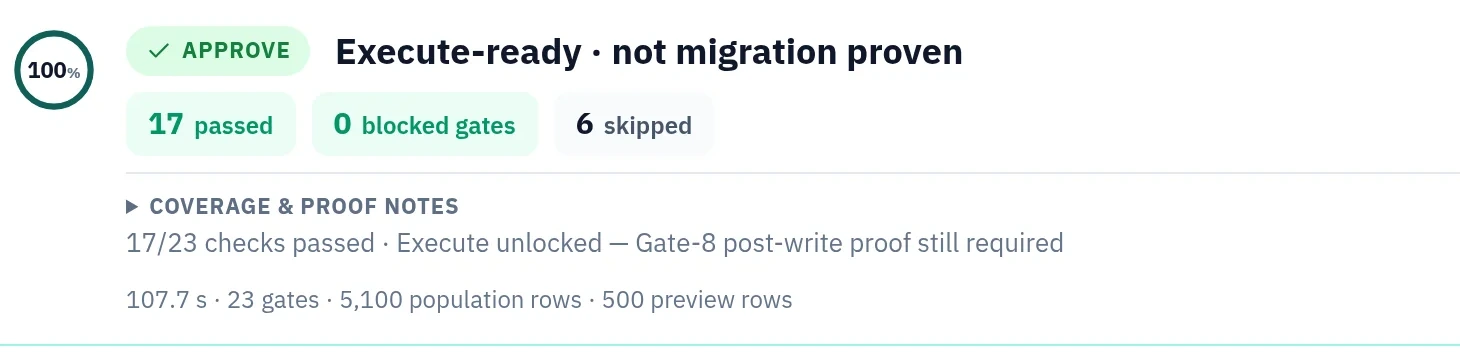 100%
✓ APPROVE Execute-ready · not migration proven
17 passed 0 blocked gates 6 skipped
▶ COVERAGE & PROOF NOTES
17/23 checks passed · Execute unlocked — Gate-8 post-write proof still required
107.7 s · 23 gates · 5,100 population rows · 500 preview rows